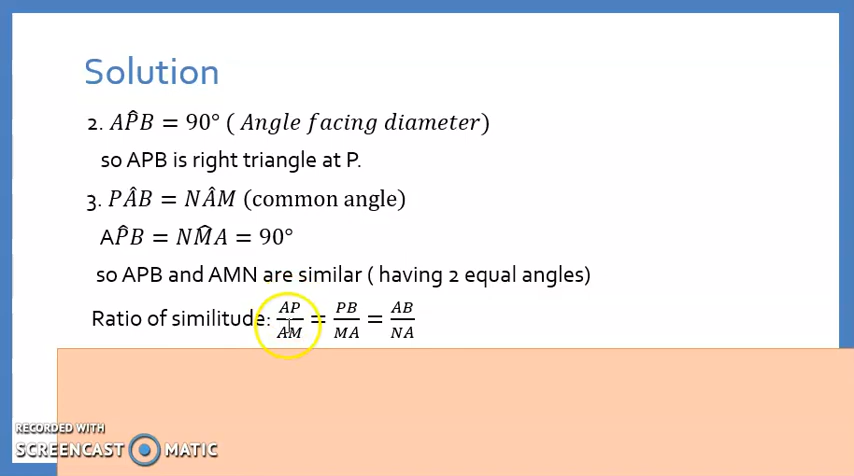 Solution
2. AP̂B = 90° ( Angle facing diameter)
so APB is right triangle at P.
3. PÂB = NÂM (common angle)
AP̂B = NM̂A = 90°
so APB and AMN are similar ( having 2 equal angles)
Ratio of similitude: AP/AM = PB/MA = AB/NA
RECORDED WITH
SCREENCAST MATIC